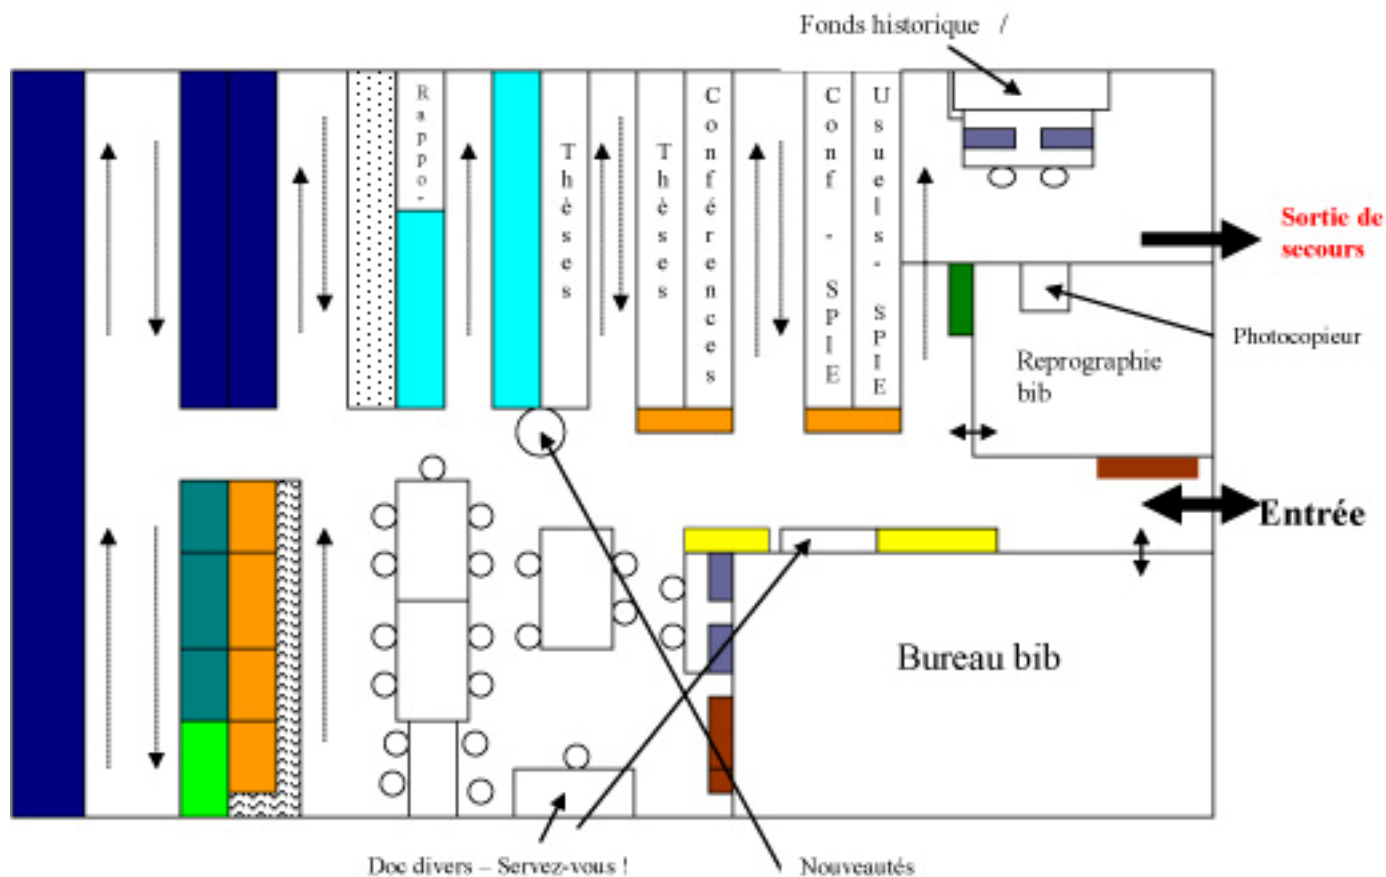 Fonds historique /
Rappo-
Thèses
Thèses
Conférences
Conf - SPIE
Usuels- SPIE
Sortie de
secours
Photocopieur
Reprographie
bib
Entrée
Bureau bib
Doc divers – Servez-vous !
Nouveautés